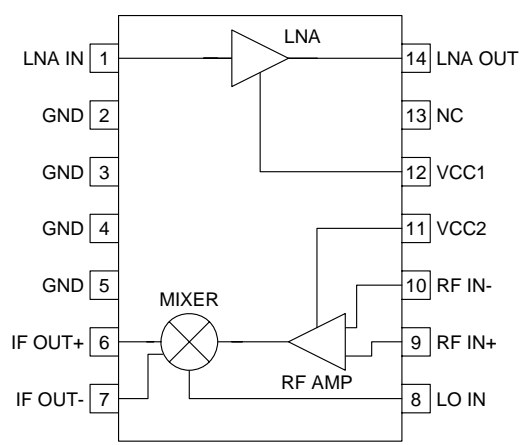 LNA
LNA IN 1
14 LNA OUT
GND 2
13 NC
GND 3
12 VCC1
GND 4
11 VCC2
GND 5
10 RF IN-
MIXER
IF OUT+ 6
9 RF IN+
RF AMP
IF OUT- 7
8 LO IN